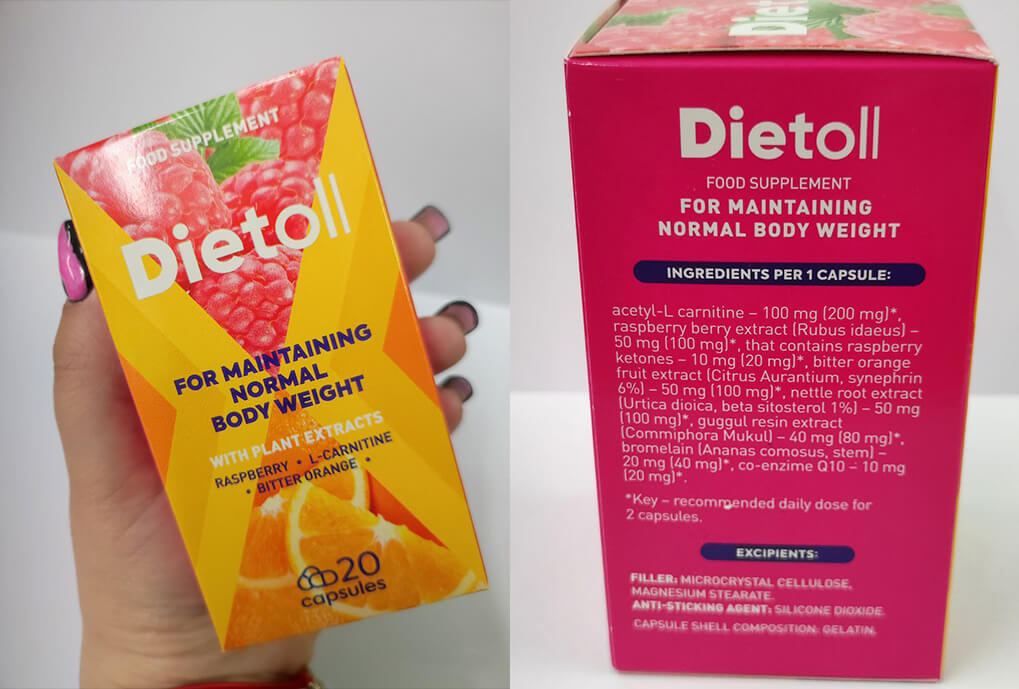 FOOD SUPPLEMENT
Dietoll
FOR MAINTAINING
NORMAL
BODY WEIGHT
WITH PLANT EXTRACTS
RASPBERRY • L-CARNITINE
• BITTER ORANGE •
20
capsules
Dietoll
FOOD SUPPLEMENT
FOR MAINTAINING
NORMAL BODY WEIGHT
INGREDIENTS PER 1 CAPSULE:
acetyl-L carnitine – 100 mg (200 mg)*,
raspberry berry extract (Rubus idaeus) –
50 mg (100 mg)*, that contains raspberry
ketones – 10 mg (20 mg)*, bitter orange
fruit extract (Citrus Aurantium, synephrin
6%) – 50 mg (100 mg)*, nettle root extract
(Urtica dioica, beta sitosterol 1%) – 50 mg
(100 mg)*, guggul resin extract
(Commiphora Mukul) – 40 mg (80 mg)*,
bromelain (Ananas comosus, stem) –
20 mg (40 mg)*, co-enzime Q10 – 10 mg
(20 mg)*.
*Key – recommended daily dose for
2 capsules.
EXCIPIENTS:
FILLER: MICROCRYSTAL CELLULOSE,
MAGNESIUM STEARATE.
ANTI-STICKING AGENT: SILICONE DIOXIDE.
CAPSULE SHELL COMPOSITION: GELATIN.